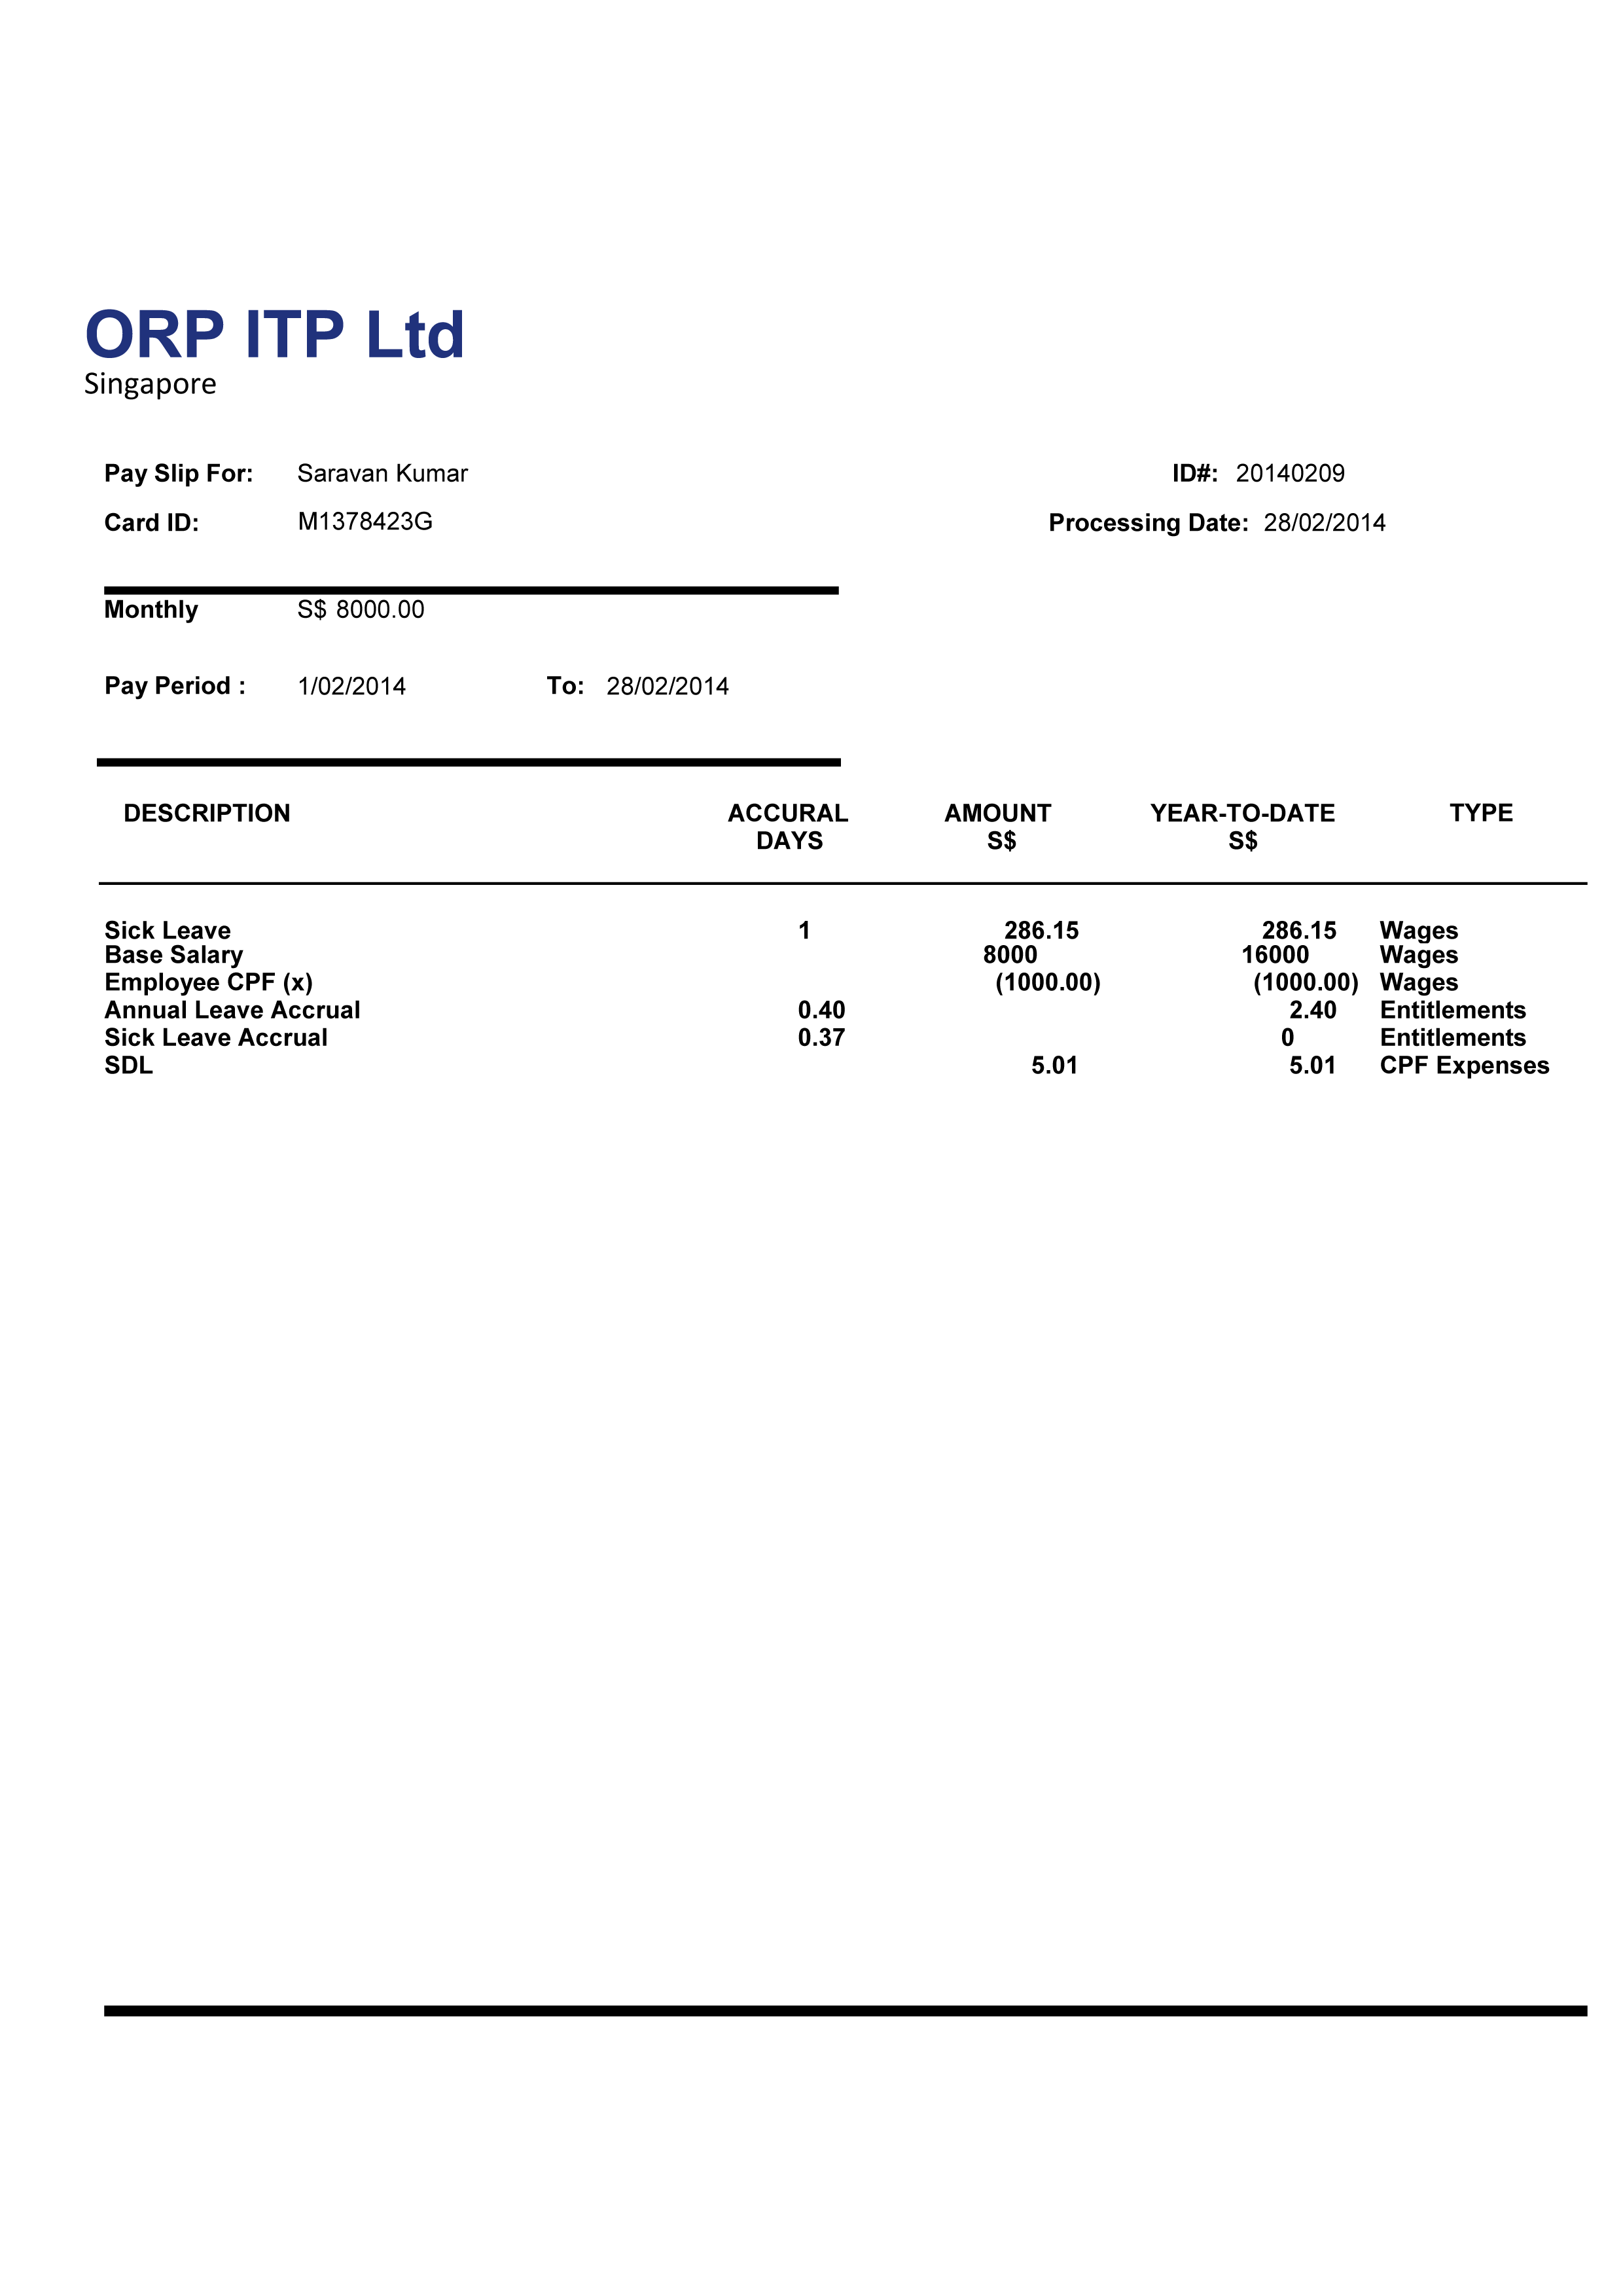 ORP ITP Ltd
Singapore
Pay Slip For: Saravan Kumar ID#: 20140209
Card ID: M1378423G Processing Date: 28/02/2014
Monthly S$ 8000.00
Pay Period : 1/02/2014 To: 28/02/2014
DESCRIPTION ACCURAL AMOUNT YEAR-TO-DATE TYPE
DAYS S$ S$
Sick Leave 1 286.15 286.15 Wages
Base Salary 8000 16000 Wages
Employee CPF (x) (1000.00) (1000.00) Wages
Annual Leave Accrual 0.40 2.40 Entitlements
Sick Leave Accrual 0.37 0 Entitlements
SDL 5.01 5.01 CPF Expenses